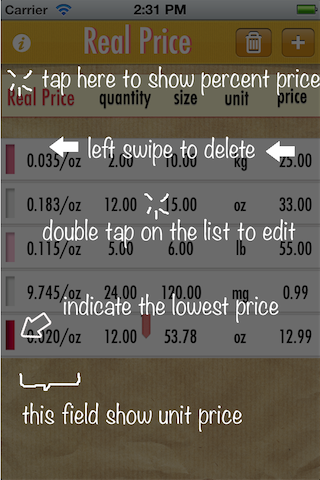 Carrier 2:31 PM
Real Price
tap here to show percent price
Real Price quantity size unit price
left swipe to delete
0.035/oz 2.00 10.00 kg 25.00
0.183/oz 12.00 15.00 oz 33.00
double tap on the list to edit
0.115/oz 5.00 6.00 lb 55.00
9.745/oz 24.00 120.00 mg 0.99
indicate the lowest price
0.020/oz 12.00 53.78 oz 12.99
this field show unit price